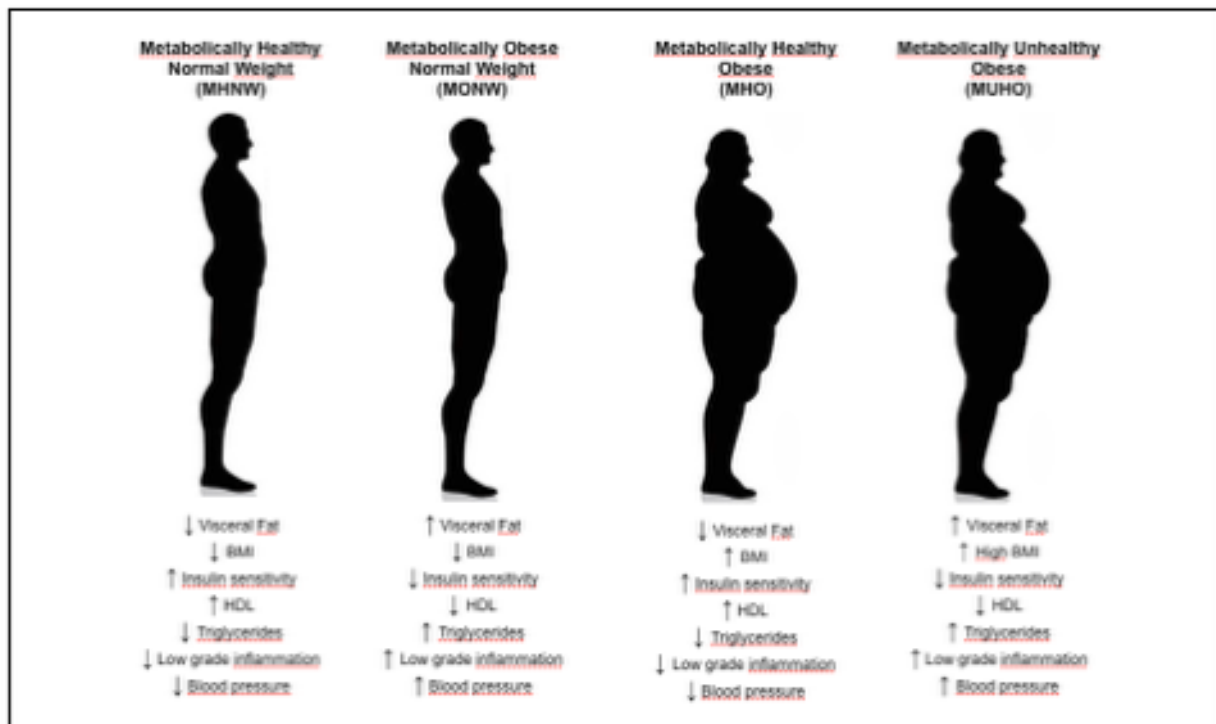 Metabolically Healthy
Normal Weight
(MHNW)
↓ Visceral Fat
↓ BMI
↑ Insulin sensitivity
↑ HDL
↓ Triglycerides
↓ Low grade inflammation
↓ Blood pressure
Metabolically Obese
Normal Weight
(MONW)
↑ Visceral Fat
↓ BMI
↓ Insulin sensitivity
↓ HDL
↑ Triglycerides
↑ Low grade inflammation
↑ Blood pressure
Metabolically Healthy
Obese
(MHO)
↓ Visceral Fat
↑ BMI
↑ Insulin sensitivity
↑ HDL
↓ Triglycerides
↓ Low grade inflammation
↓ Blood pressure
Metabolically Unhealthy
Obese
(MUHO)
↑ Visceral Fat
↑ High BMI
↓ Insulin sensitivity
↓ HDL
↑ Triglycerides
↑ Low grade inflammation
↑ Blood pressure